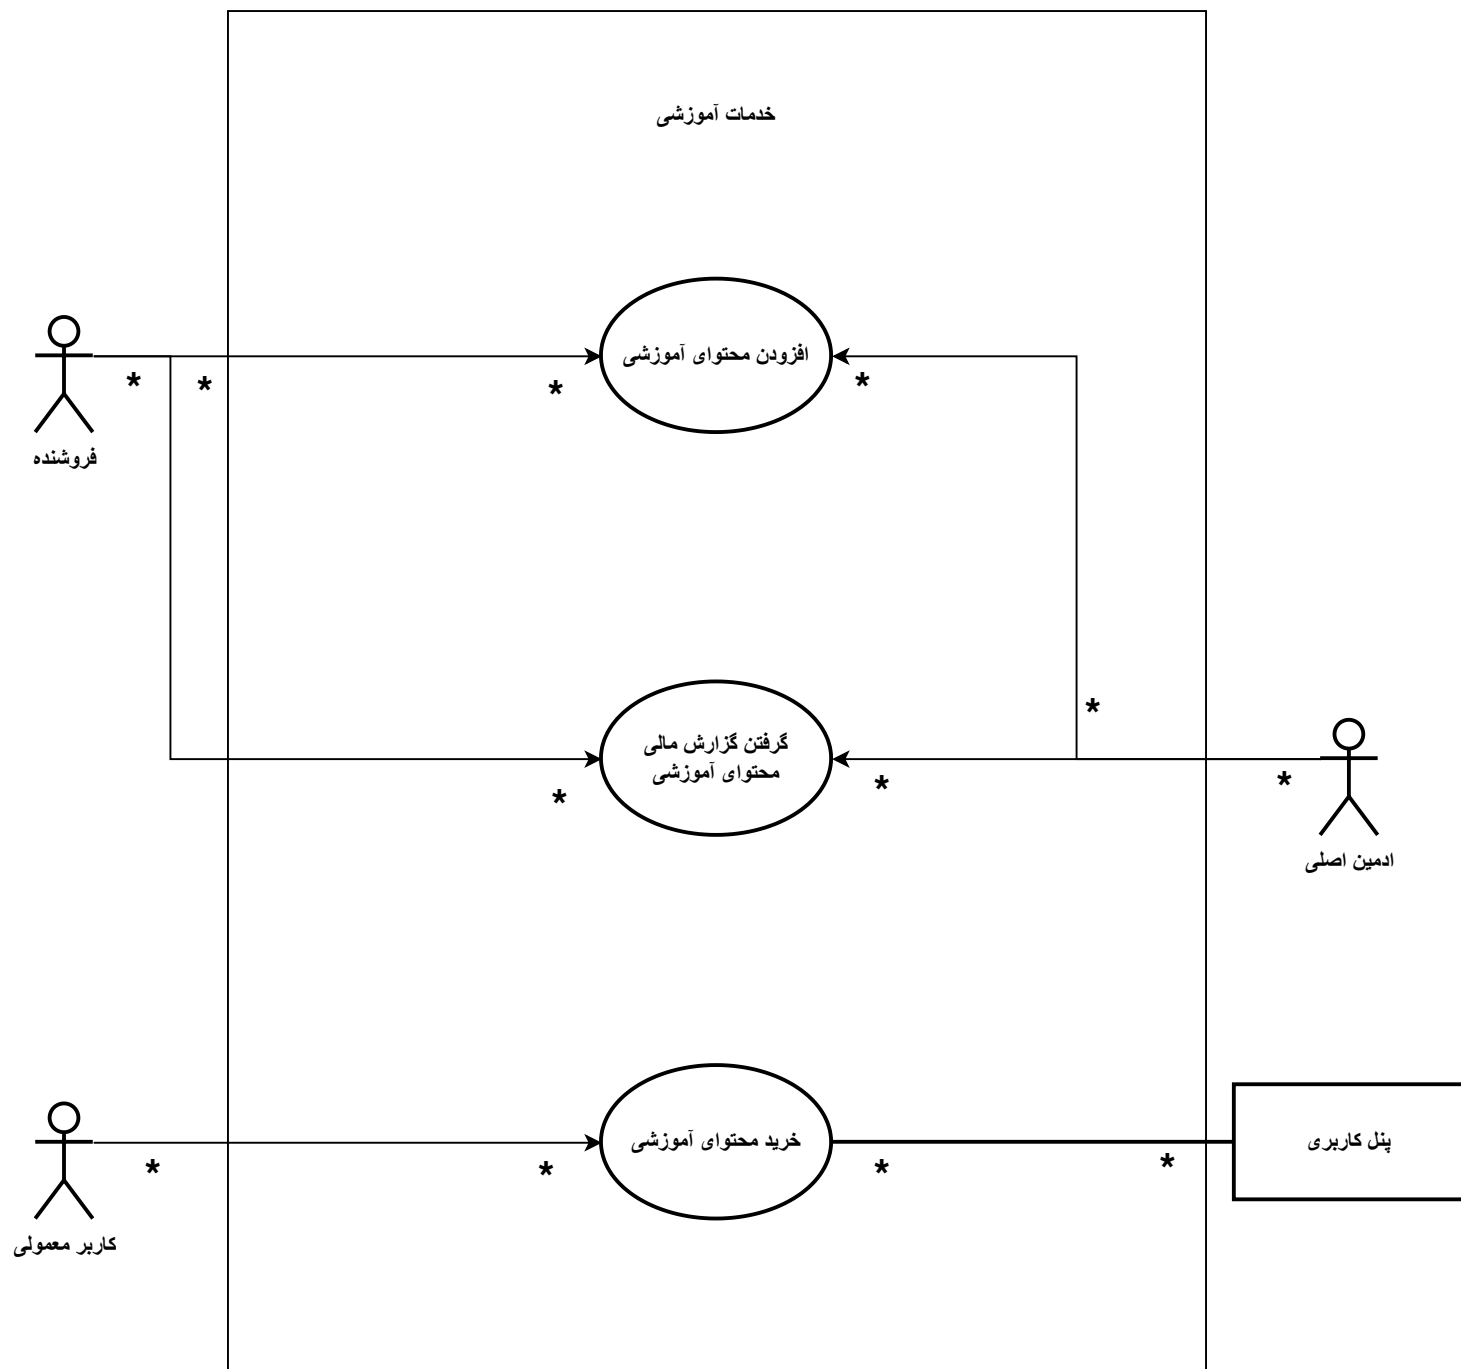 خدمات آموزشی
افزودن محتوای آموزشی
*
*
*
*
فروشنده
*
گرفتن گزارش مالی
محتوای آموزشی
*
*
*
ادمین اصلی
خرید محتوای آموزشی
پنل کاربری
*
*
*
*
کاربر معمولی